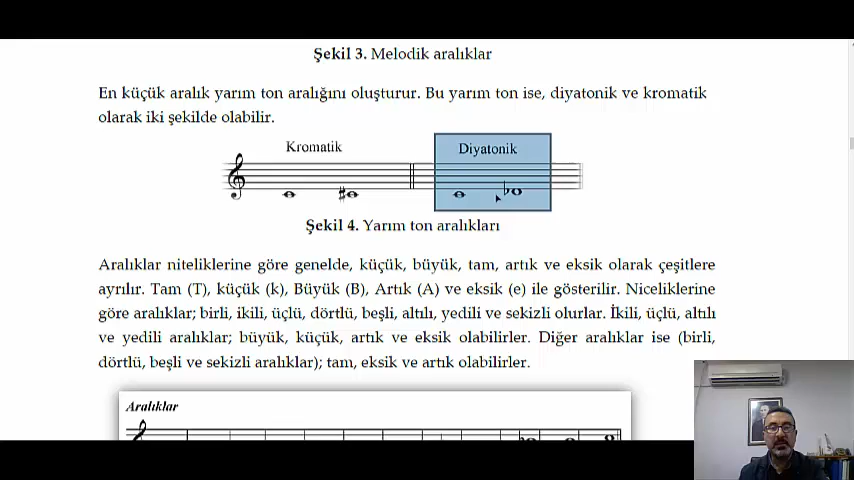 Şekil 3. Melodik aralıklar
En küçük aralık yarım ton aralığını oluşturur. Bu yarım ton ise, diyatonik ve kromatik
olarak iki şekilde olabilir.
Kromatik Diyatonik
Şekil 4. Yarım ton aralıkları
Aralıklar niteliklerine göre genelde, küçük, büyük, tam, artık ve eksik olarak çeşitlere
ayrılır. Tam (T), küçük (k), Büyük (B), Artık (A) ve eksik (e) ile gösterilir. Niceliklerine
göre aralıklar; birli, ikili, üçlü, dörtlü, beşli, altılı, yedili ve sekizli olurlar. İkili, üçlü, altılı
ve yedili aralıklar; büyük, küçük, artık ve eksik olabilirler. Diğer aralıklar ise (birli,
dörtlü, beşli ve sekizli aralıklar); tam, eksik ve artık olabilirler.
Aralıklar